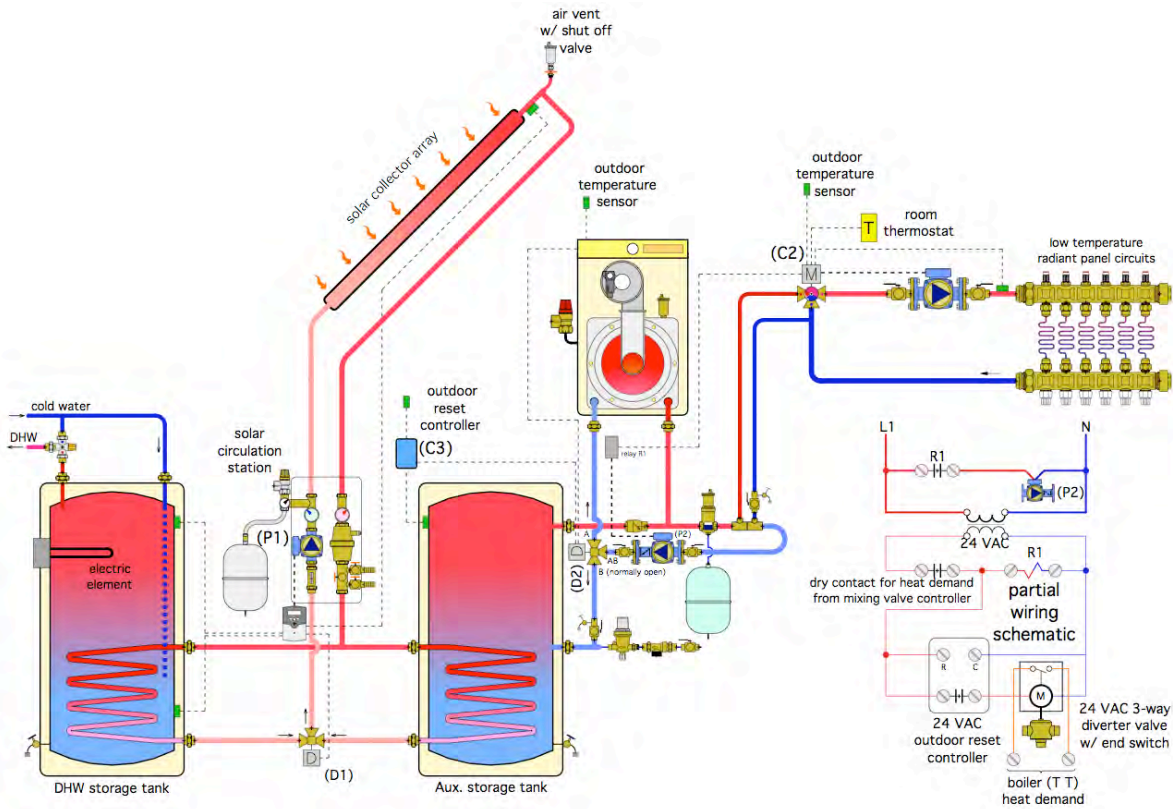 air vent
w/ shut off
valve
solar collector array
outdoor
temperature
sensor
outdoor
temperature
sensor
room
thermostat
T
(C2)
M
low temperature
radiant panel circuits
cold water
DHW
solar
circulation
station
outdoor
reset
controller
(C3)
relay R1
L1
N
R1
(P2)
24 VAC
(P1)
electric
element
A
(P2)
D
AB
(D2)
B (normally open)
dry contact for heat demand
from mixing valve controller
R1
partial
wiring
schematic
R
C
M
24 VAC
outdoor reset
controller
24 VAC 3-way
diverter valve
w/ end switch
boiler (T T)
heat demand
D
(D1)
DHW storage tank
Aux. storage tank